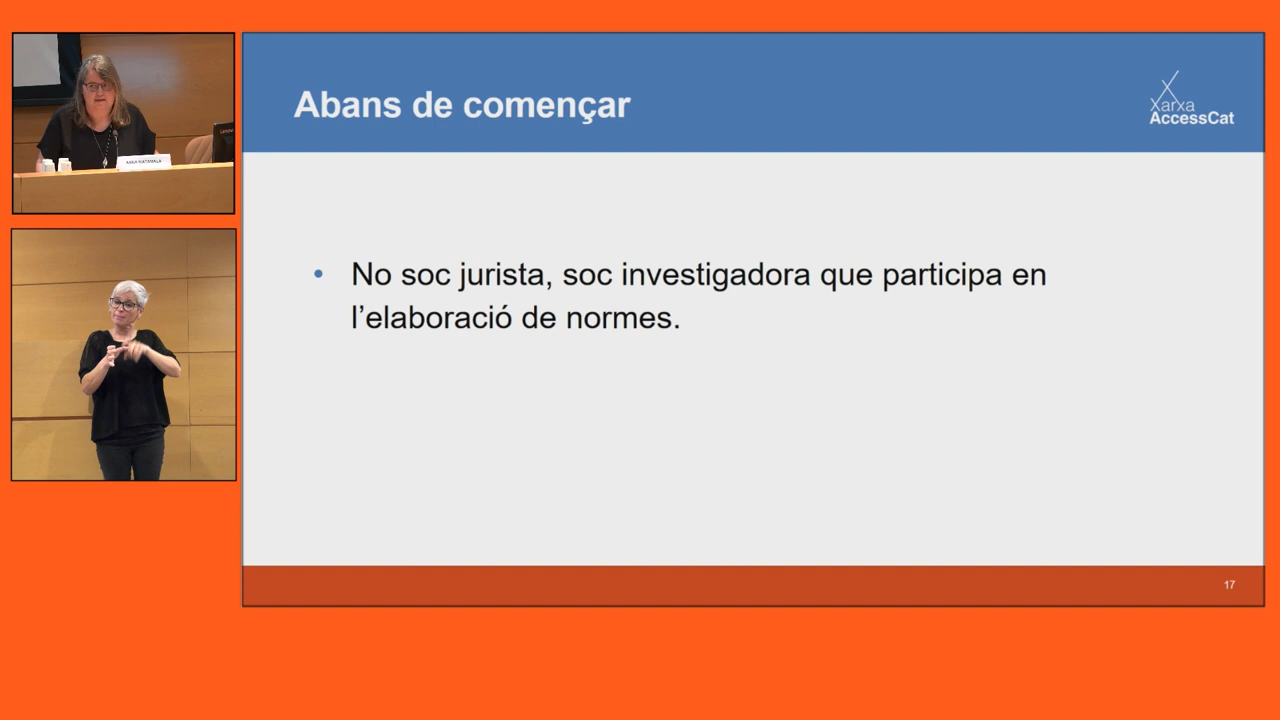 Abans de començar
Xarxa
AccessCat
• No soc jurista, soc investigadora que participa en
l’elaboració de normes.
17